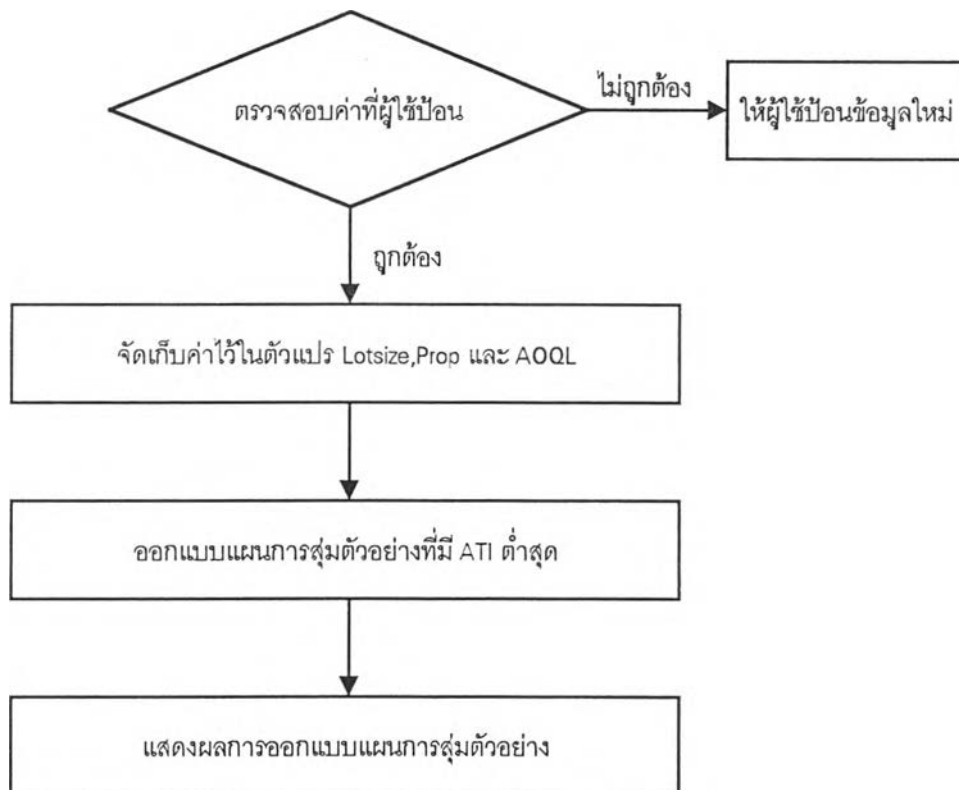 ตรวจสอบค่าที่ผู้ใช้ป้อน
ไม่ถูกต้อง
ให้ผู้ใช้ป้อนข้อมูลใหม่
ถูกต้อง
จัดเก็บค่าไว้ในตัวแปร Lotsize,Prop และ AOQL
ออกแบบแผนการสุ่มตัวอย่างที่มี ATI ต่ำสุด
แสดงผลการออกแบบแผนการสุ่มตัวอย่าง